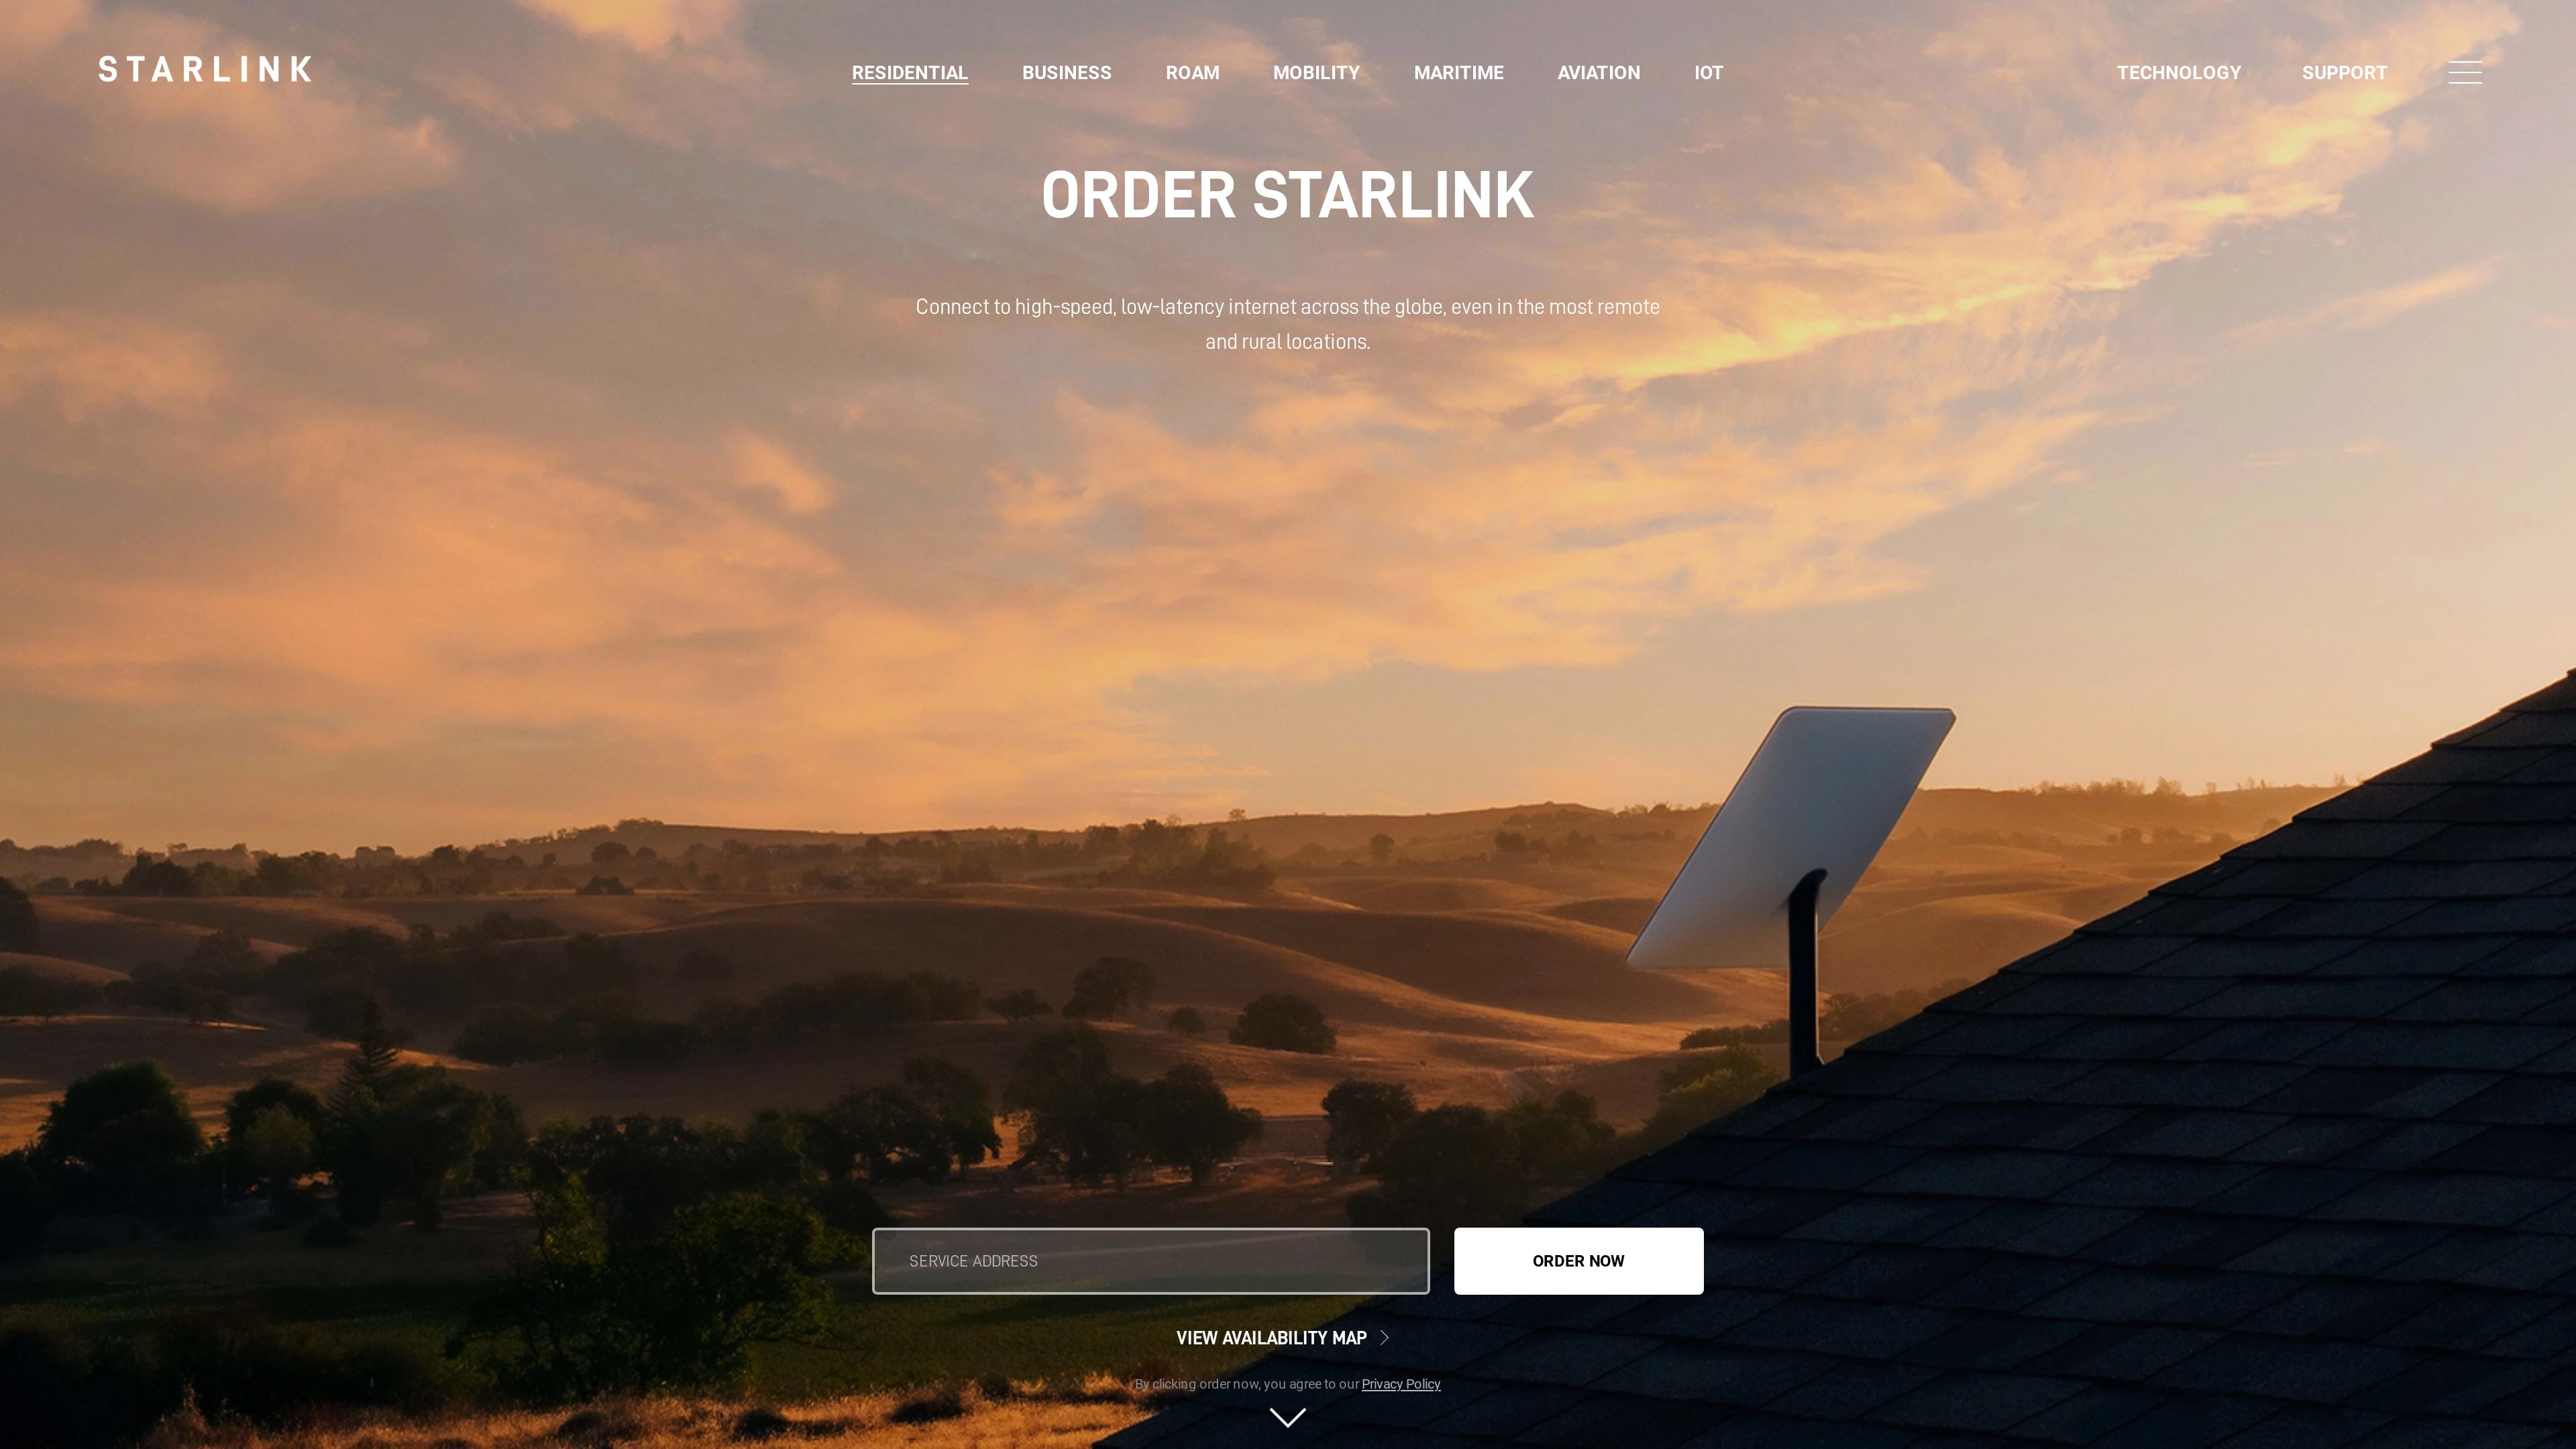 STARLINK
RESIDENTIAL
BUSINESS
ROAM
MOBILITY
MARITIME
AVIATION
IOT
TECHNOLOGY
SUPPORT
ORDER STARLINK
Connect to high-speed, low-latency internet across the globe, even in the most remote
and rural locations.
SERVICE ADDRESS
ORDER NOW
VIEW AVAILABILITY MAP
By clicking order now, you agree to our Privacy Policy